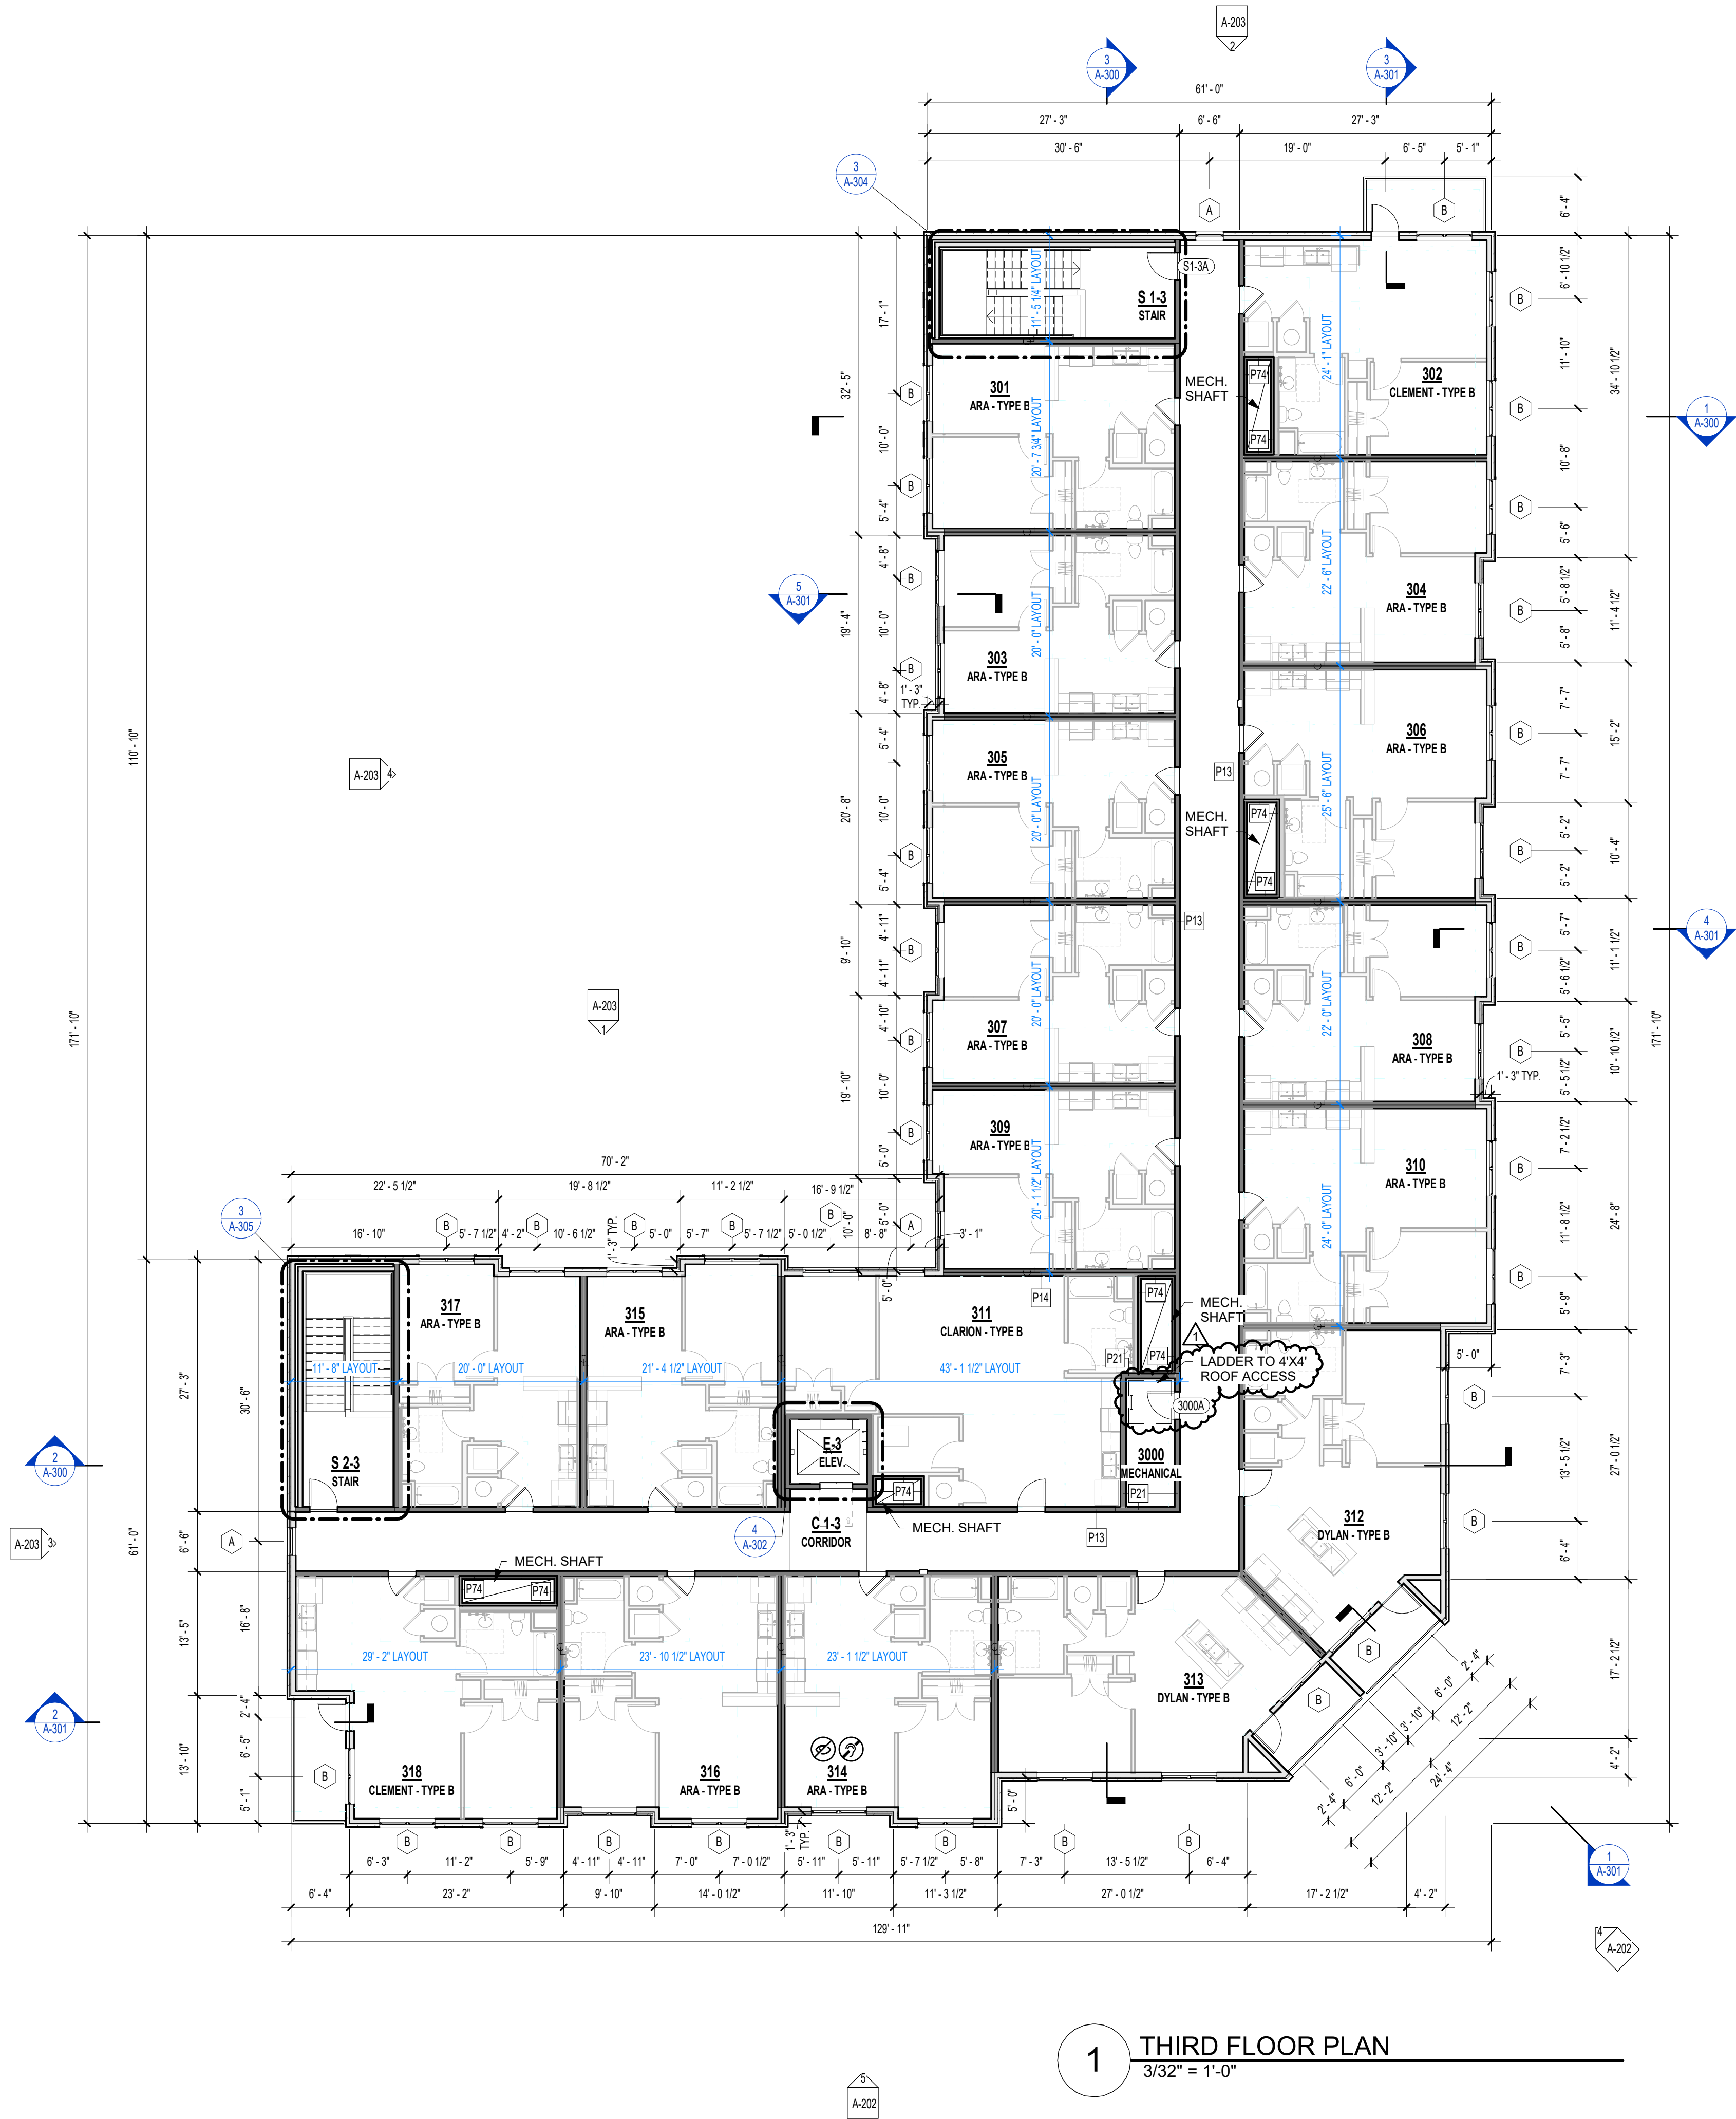 A-203
2
3
A-300
3
A-301
61' - 0"
27' - 3"
6' - 6"
27' - 3"
30' - 6"
19' - 0"
6' - 5"
5' - 1"
3
A-304
A
B
6' - 4"
S1-3A
S 1-3
STAIR
11' - 5 1/4" LAYOUT
17' - 1"
32' - 5"
10' - 0"
5' - 4"
B
B
301
ARA - TYPE B
20' - 7 3/4" LAYOUT
MECH.
SHAFT
P74
P74
24' - 1" LAYOUT
302
CLEMENT - TYPE B
B
B
B
6' - 10 1/2"
11' - 10"
10' - 8"
5' - 6"
34' - 10 1/2"
1
A-300
5
A-301
4' - 8"
10' - 0"
4' - 8"
19' - 4"
B
B
1' - 3"
TYP.
303
ARA - TYPE B
20' - 0" LAYOUT
22' - 6" LAYOUT
304
ARA - TYPE B
B
5' - 8 1/2"
5' - 8"
11' - 4 1/2"
110' - 10"
171' - 10"
A-203
4
5' - 4"
10' - 0"
5' - 4"
20' - 8"
B
305
ARA - TYPE B
20' - 0" LAYOUT
P13
MECH.
SHAFT
P74
P74
25' - 6" LAYOUT
306
ARA - TYPE B
B
B
7' - 7"
7' - 7"
15' - 2"
5' - 2"
5' - 2"
10' - 4"
A-203
1
4' - 11"
4' - 11"
9' - 10"
4' - 10"
10' - 0"
5' - 0"
19' - 10"
B
B
B
P13
307
ARA - TYPE B
20' - 0" LAYOUT
22' - 0" LAYOUT
308
ARA - TYPE B
B
B
1' - 3" TYP.
5' - 7"
5' - 6 1/2"
11' - 1 1/2"
5' - 5"
5' - 5 1/2"
10' - 10 1/2"
171' - 10"
4
A-301
309
ARA - TYPE B
20' - 1 1/2" LAYOUT
310
ARA - TYPE B
24' - 0" LAYOUT
B
B
7' - 2 1/2"
11' - 8 1/2"
5' - 9"
24' - 8"
70' - 2"
22' - 5 1/2"
19' - 8 1/2"
11' - 2 1/2"
16' - 9 1/2"
3
A-305
B
B
B
B
B
A
16' - 10"
5' - 7 1/2"
4' - 2"
10' - 6 1/2"
1' - 3" TYP.
5' - 0"
5' - 7"
5' - 7 1/2"
5' - 0 1/2"
10' - 0"
8' - 8"
5' - 0"
3' - 1"
5' - 0"
317
ARA - TYPE B
315
ARA - TYPE B
311
CLARION - TYPE B
P14
P74
P74
MECH.
SHAFT
1
LADDER TO 4'X4'
ROOF ACCESS
P21
3000A
11' - 8" LAYOUT
20' - 0" LAYOUT
21' - 4 1/2" LAYOUT
43' - 1 1/2" LAYOUT
27' - 3"
30' - 6"
S 2-3
STAIR
E-3
ELEV.
P74
3000
MECHANICAL
P21
P13
MECH. SHAFT
C 1-3
CORRIDOR
4
A-302
2
A-300
A-203
3
A
6' - 6"
61' - 0"
5' - 0"
B
B
7' - 3"
13' - 5 1/2"
6' - 4"
27' - 0 1/2"
312
DYLAN - TYPE B
MECH. SHAFT
P74
P74
29' - 2" LAYOUT
23' - 10 1/2" LAYOUT
23' - 1 1/2" LAYOUT
13' - 5"
16' - 8"
2' - 4"
6' - 5"
5' - 1"
13' - 10"
2
A-301
B
318
CLEMENT - TYPE B
316
ARA - TYPE B
314
ARA - TYPE B
313
DYLAN - TYPE B
B
B
2' - 4"
6' - 0"
3' - 10"
3' - 10"
6' - 0"
2' - 4"
12' - 2"
12' - 2"
24' - 4"
17' - 2 1/2"
4' - 2"
5' - 0"
1' - 3"
TYP.
B
B
B
B
B
B
B
B
6' - 3"
11' - 2"
5' - 9"
4' - 11"
4' - 11"
7' - 0"
7' - 0 1/2"
5' - 11"
5' - 11"
5' - 7 1/2"
5' - 8"
7' - 3"
13' - 5 1/2"
6' - 4"
6' - 4"
23' - 2"
9' - 10"
14' - 0 1/2"
11' - 10"
11' - 3 1/2"
27' - 0 1/2"
17' - 2 1/2"
4' - 2"
129' - 11"
1
A-301
4
A-202
1
THIRD FLOOR PLAN
3/32" = 1'-0"
5
A-202